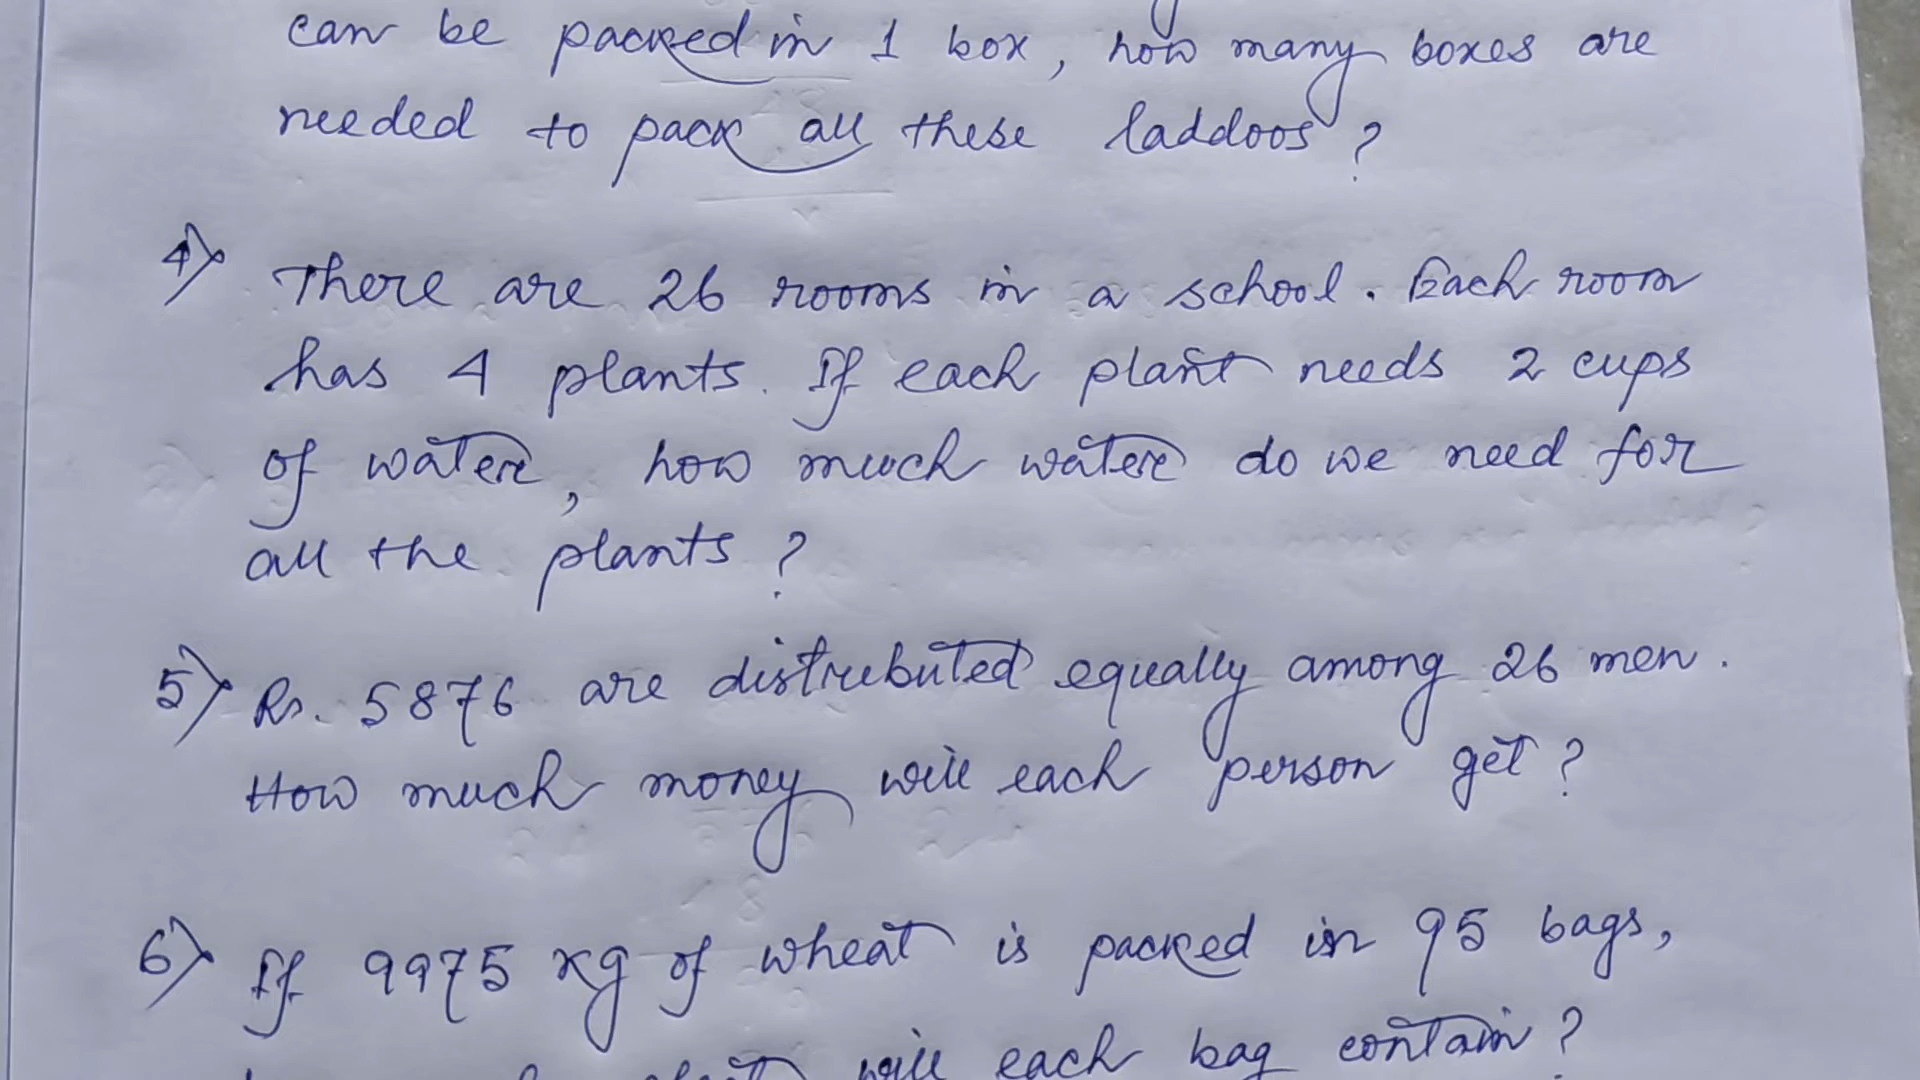 can be packed in 1 box, how many boxes are
needed to pack all these laddoos?
4) There are 26 rooms in a school. Each room
has 4 plants. If each plant needs 2 cups
of water, how much water do we need for
all the plants?
5) Rs. 5876 are distributed equally among 26 men.
How much money will each person get?
6) If 9975 kg of wheat is packed in 95 bags,
will each bag contain?